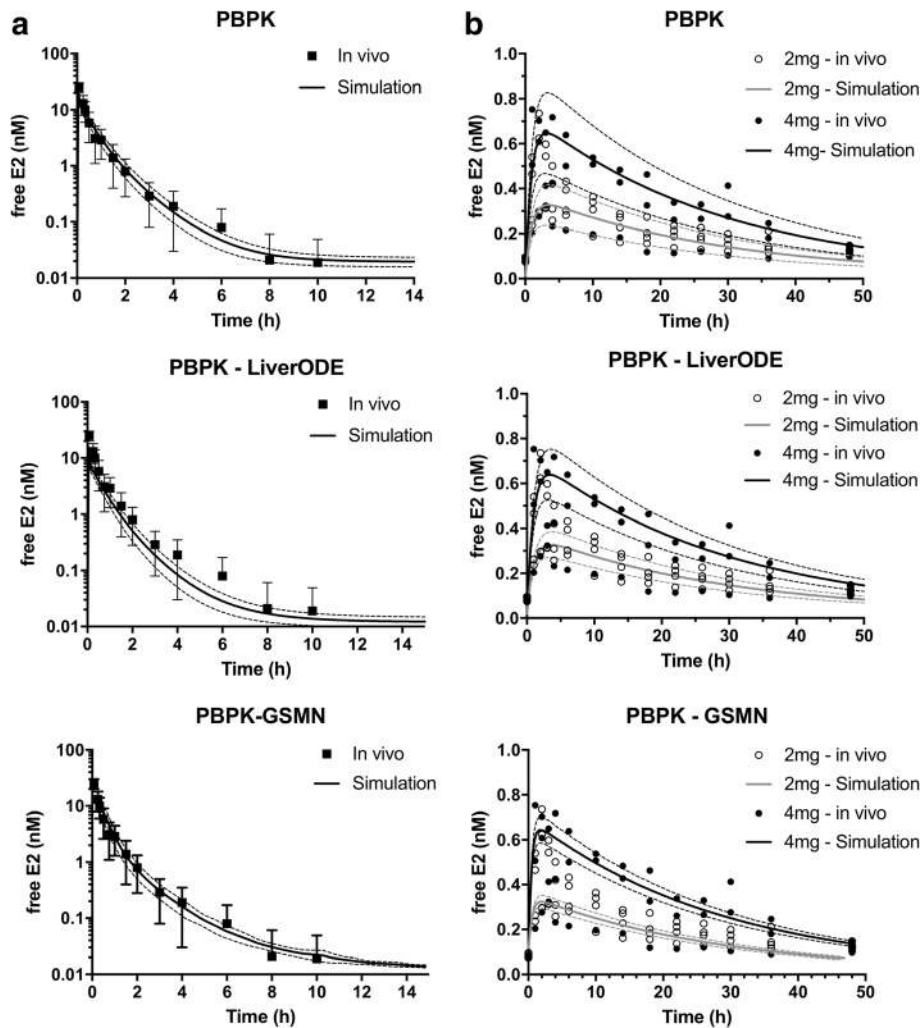 a
PBPK
100
10
1
0.1
0.01
free E2 (nM)
0 2 4 6 8 10 12 14
Time (h)
In vivo
Simulation
b
PBPK
1.0
0.8
0.6
0.4
0.2
0.0
free E2 (nM)
0 10 20 30 40 50
Time (h)
2mg - in vivo
2mg - Simulation
4mg - in vivo
4mg- Simulation
PBPK - LiverODE
100
10
1
0.1
0.01
free E2 (nM)
0 2 4 6 8 10 12 14
Time (h)
In vivo
Simulation
PBPK - LiverODE
1.0
0.8
0.6
0.4
0.2
0.0
free E2 (nM)
0 10 20 30 40 50
Time (h)
2mg - in vivo
2mg - Simulation
4mg - in vivo
4mg - Simulation
PBPK-GSMN
100
10
1
0.1
0.01
free E2 (nM)
0 2 4 6 8 10 12 14
Time (h)
In vivo
Simulation
PBPK - GSMN
1.0
0.8
0.6
0.4
0.2
0.0
free E2 (nM)
0 10 20 30 40 50
Time (h)
2mg - in vivo
2mg - Simulation
4mg - in vivo
4mg - Simulation